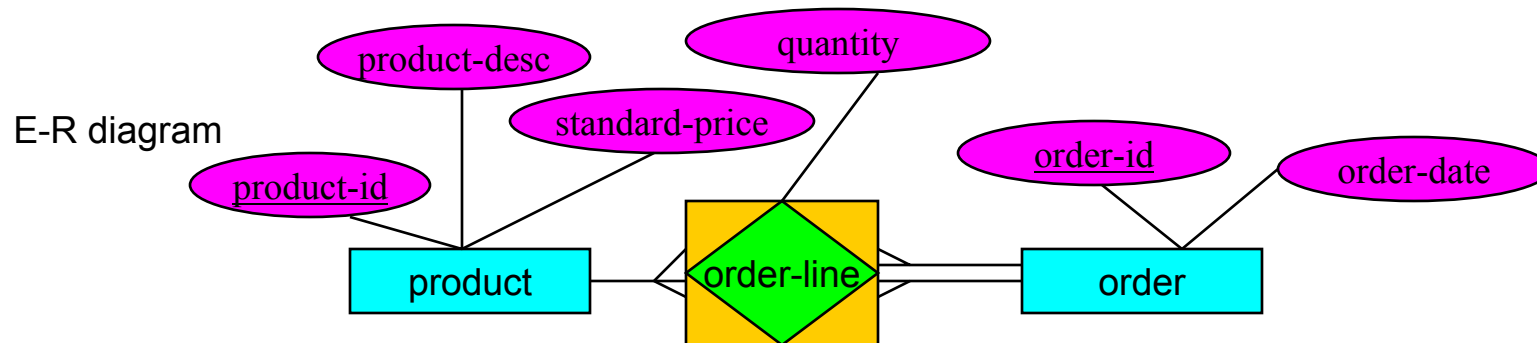 product-desc
quantity
E-R diagram
standard-price
product-id
order-id
order-date
product
order-line
order